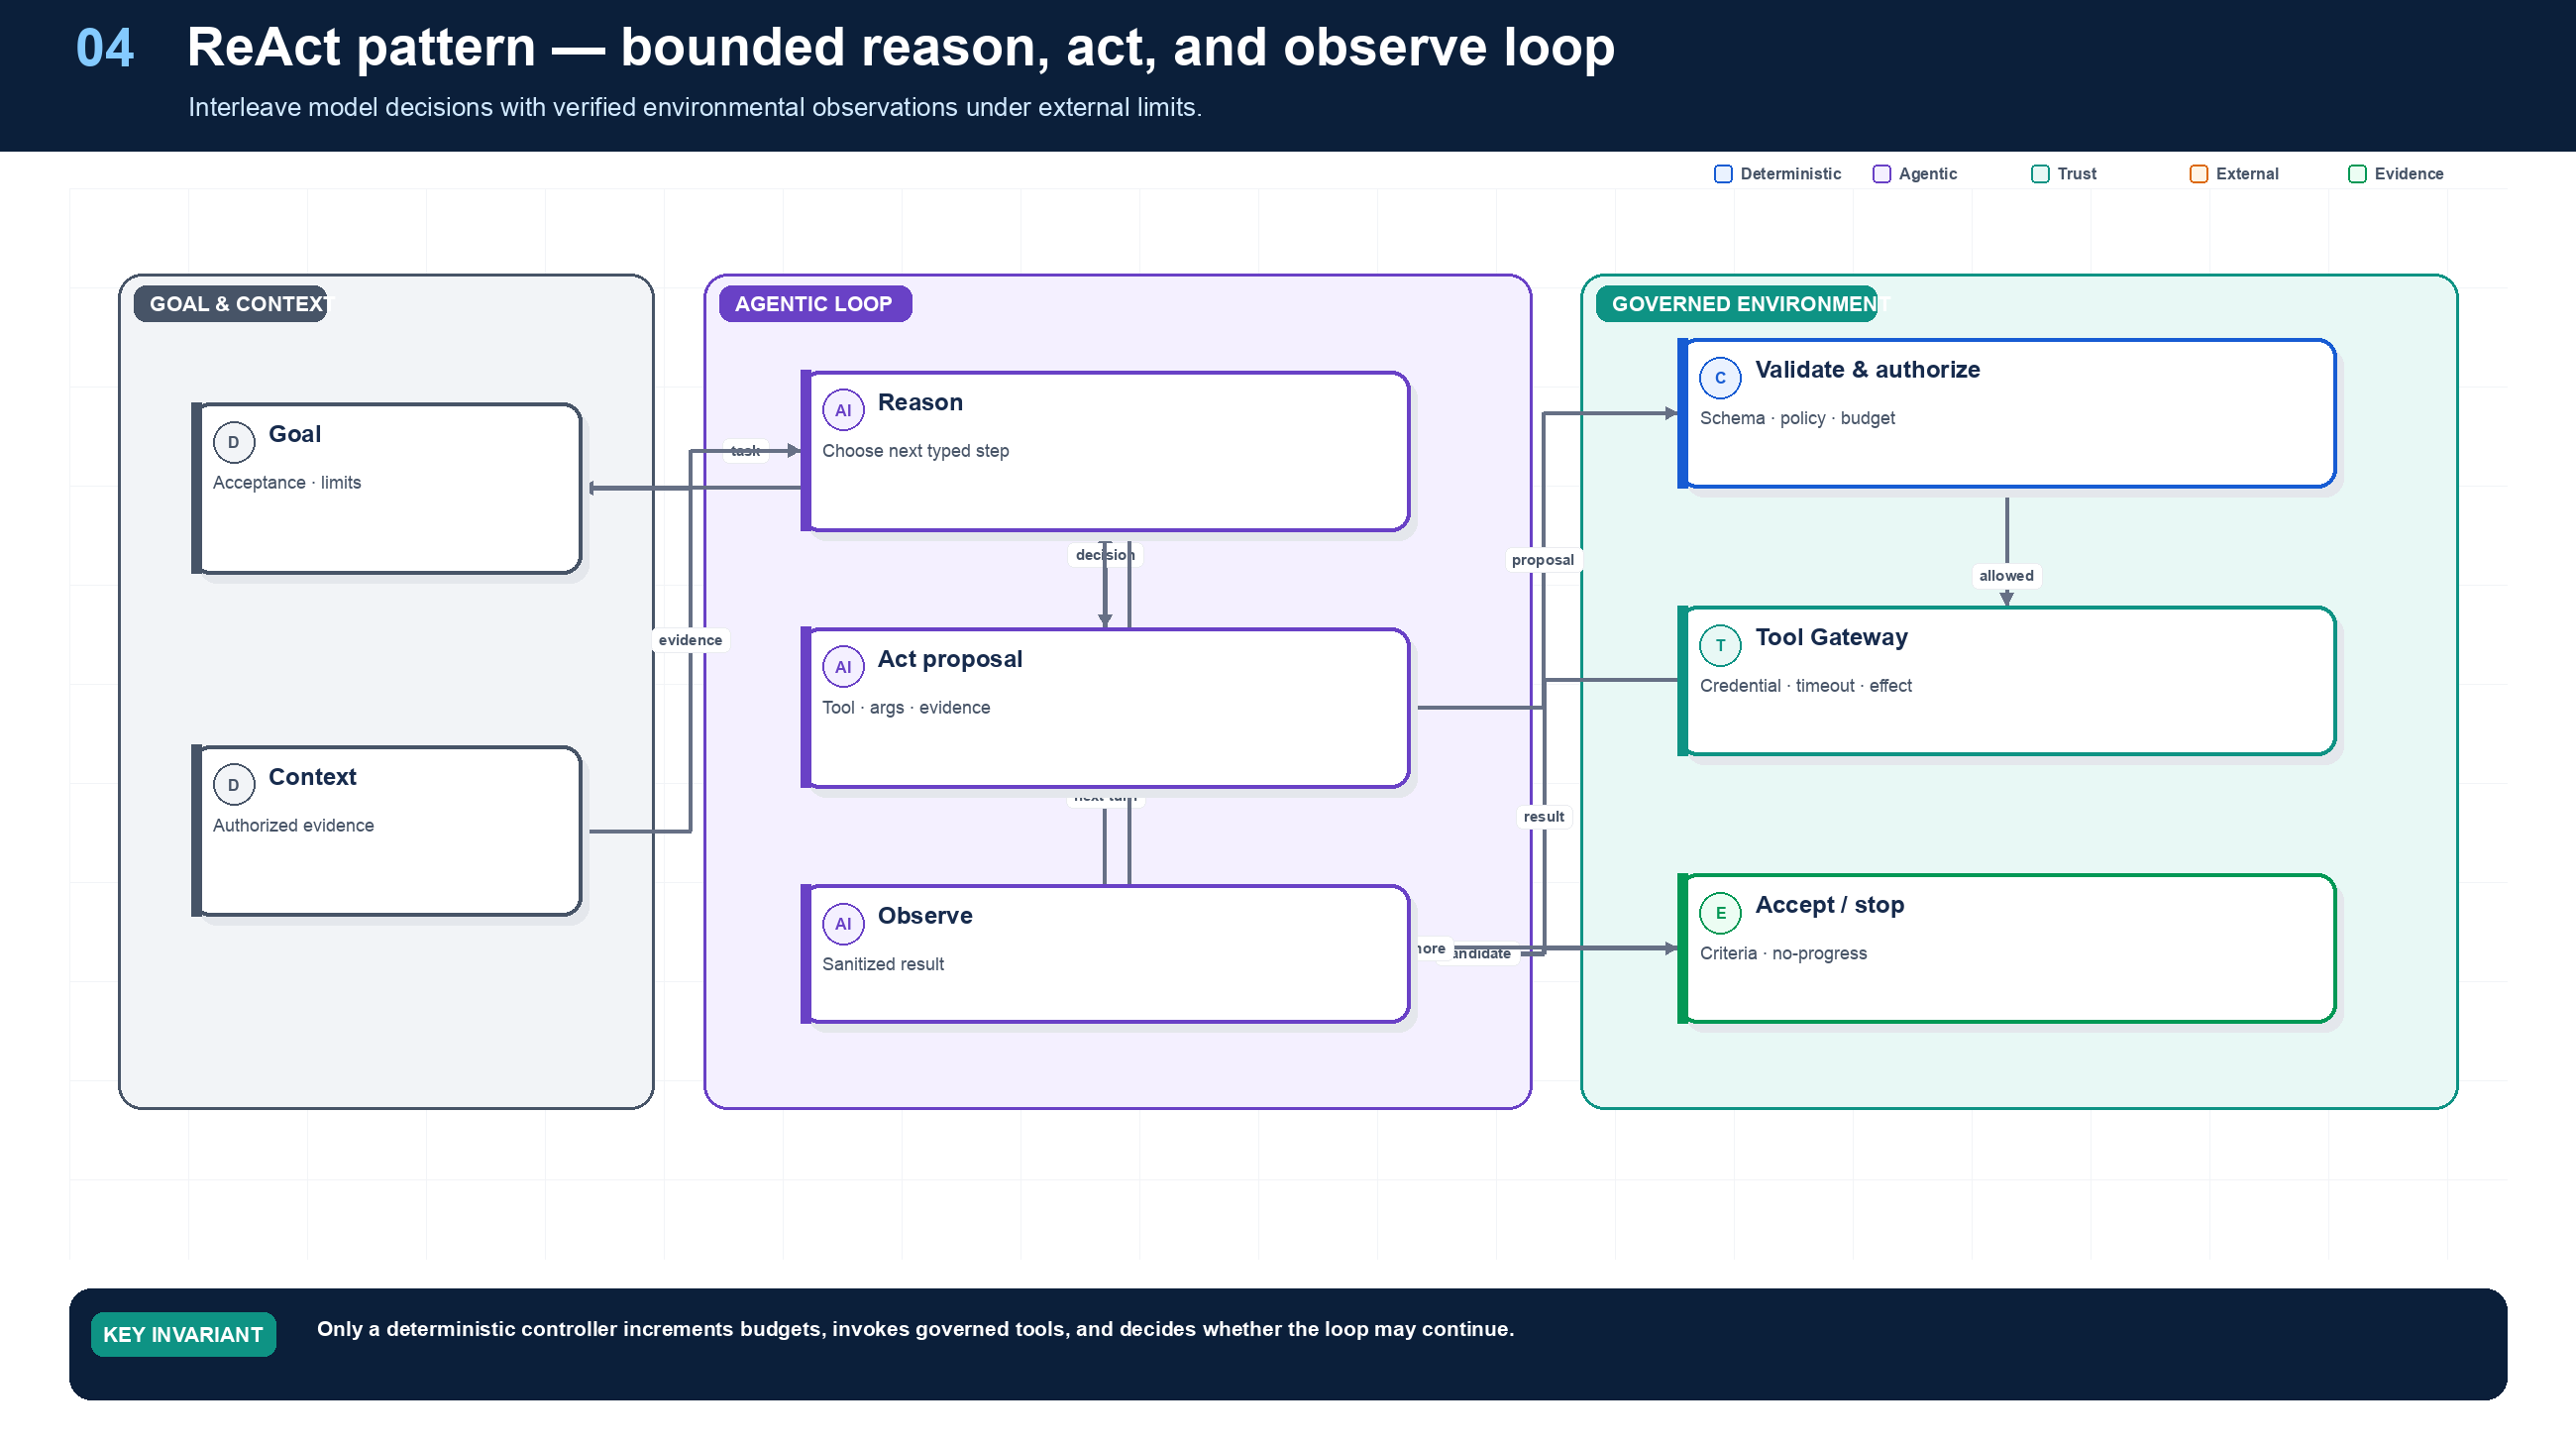 04 ReAct pattern — bounded reason, act, and observe loop
Interleave model decisions with verified environmental observations under external limits.
Deterministic Agentic Trust External Evidence
GOAL & CONTEXT
D Goal
Acceptance · limits
D Context
Authorized evidence
evidence
task
AGENTIC LOOP
AI Reason
Choose next typed step
decision
AI Act proposal
Tool · args · evidence
AI Observe
Sanitized result
proposal
result
GOVERNED ENVIRONMENT
C Validate & authorize
Schema · policy · budget
allowed
T Tool Gateway
Credential · timeout · effect
E Accept / stop
Criteria · no-progress
KEY INVARIANT
Only a deterministic controller increments budgets, invokes governed tools, and decides whether the loop may continue.